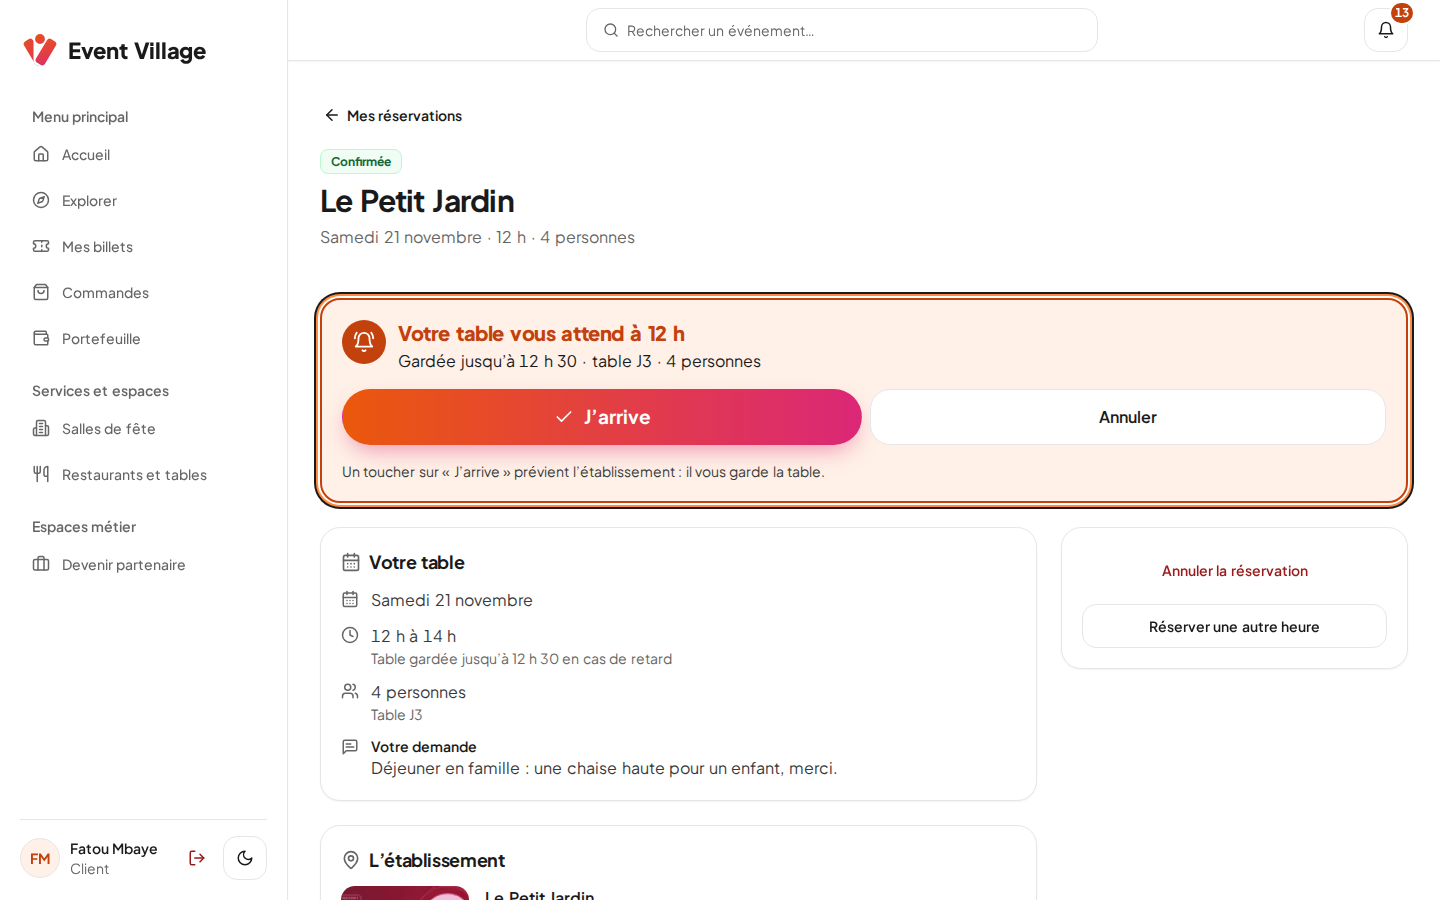 Event Village
Rechercher un événement…
13
Menu principal
Accueil
Explorer
Mes billets
Commandes
Portefeuille
Services et espaces
Salles de fête
Restaurants et tables
Espaces métier
Devenir partenaire
FM
Fatou Mbaye
Client
Mes réservations
Confirmée
Le Petit Jardin
Samedi 21 novembre · 12 h · 4 personnes
Votre table vous attend à 12 h
Gardée jusqu’à 12 h 30 · table J3 · 4 personnes
J’arrive
Annuler
Un toucher sur « J’arrive » prévient l’établissement : il vous garde la table.
Votre table
Samedi 21 novembre
12 h à 14 h
Table gardée jusqu’à 12 h 30 en cas de retard
4 personnes
Table J3
Votre demande
Déjeuner en famille : une chaise haute pour un enfant, merci.
Annuler la réservation
Réserver une autre heure
L’établissement
Le Petit Jardin